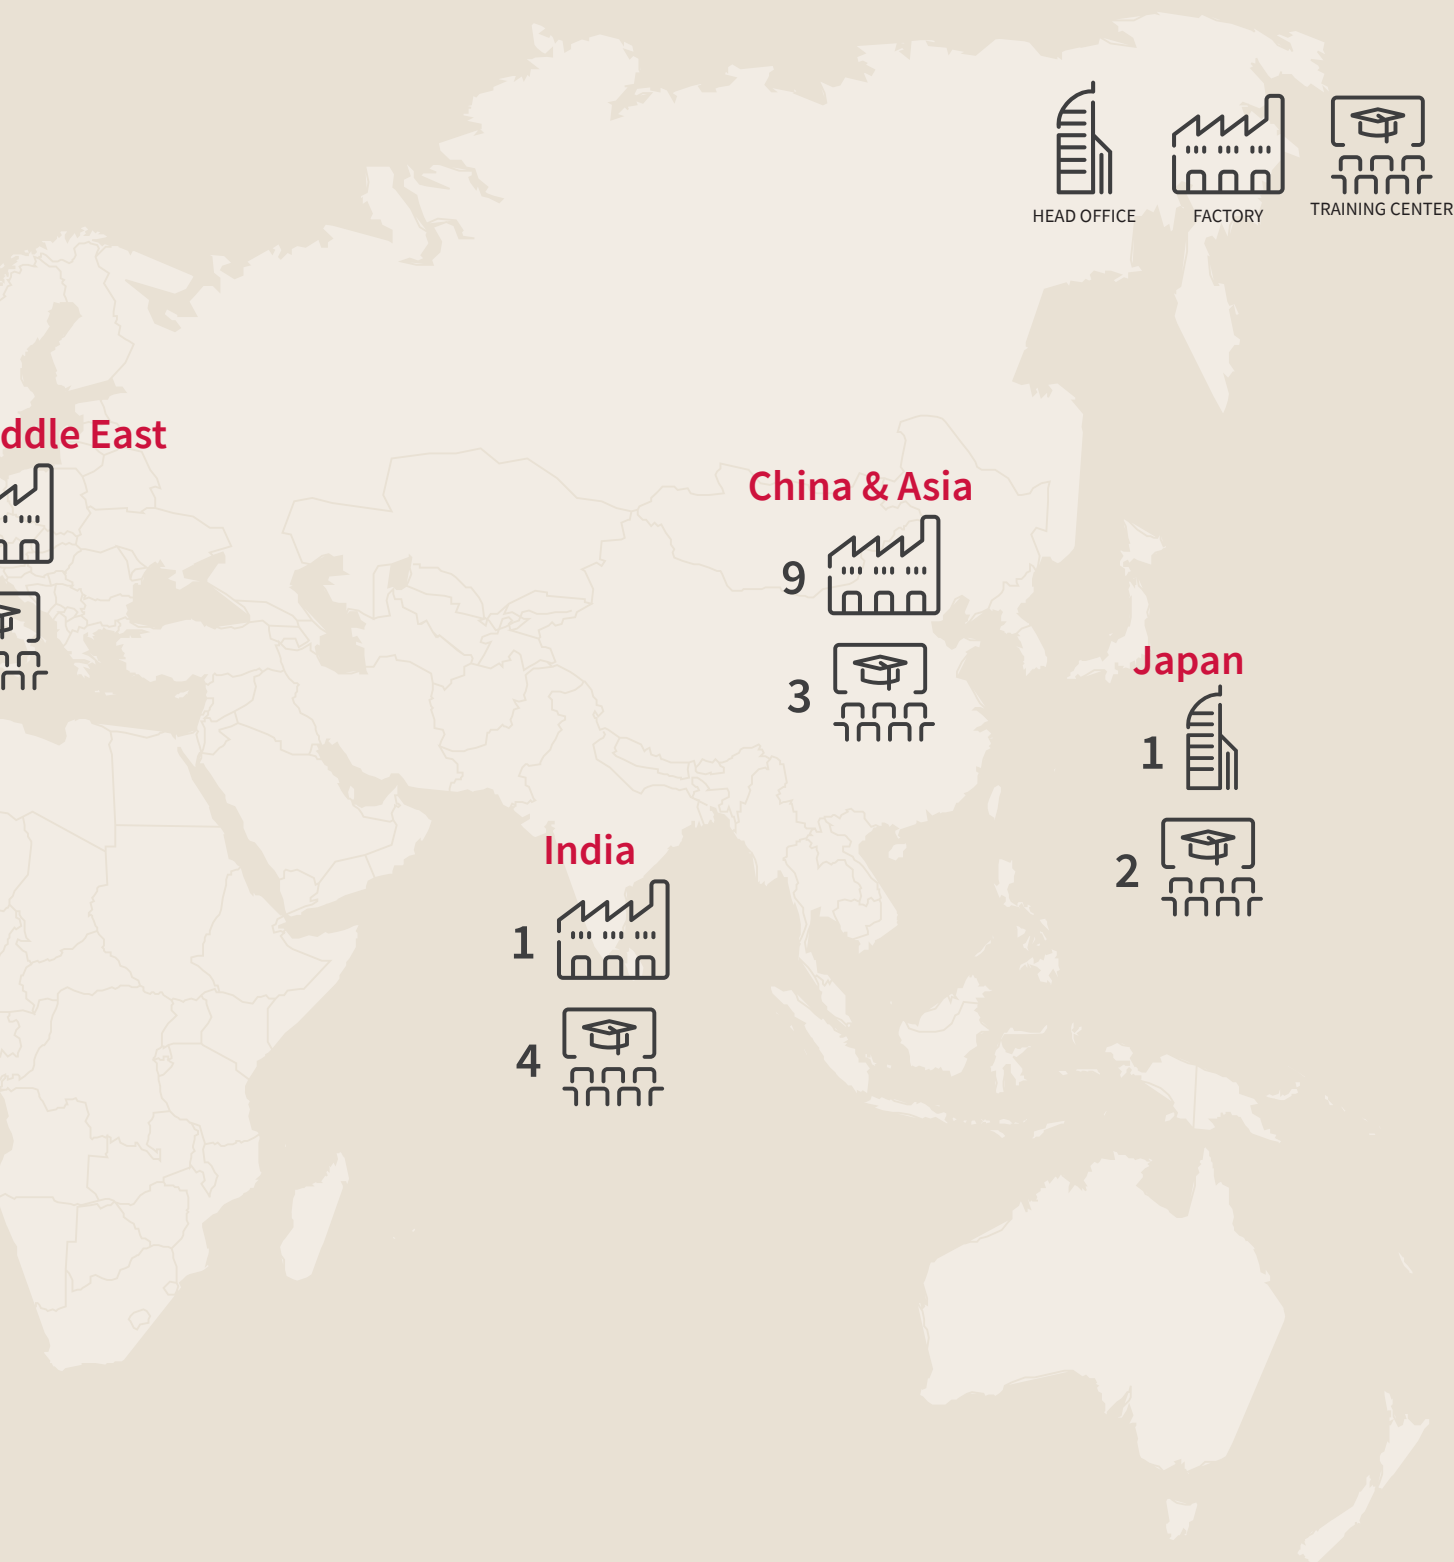 HEAD OFFICE
FACTORY
TRAINING CENTER
ddle East
China & Asia
9
3
Japan
1
2
India
1
4